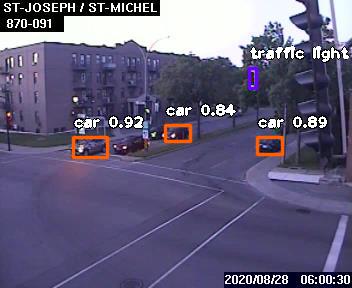 ST-JOSEPH / ST-MICHEL
870-091
traffic light
car 0.92
car 0.84
car 0.89
2020/08/28 06:00:30